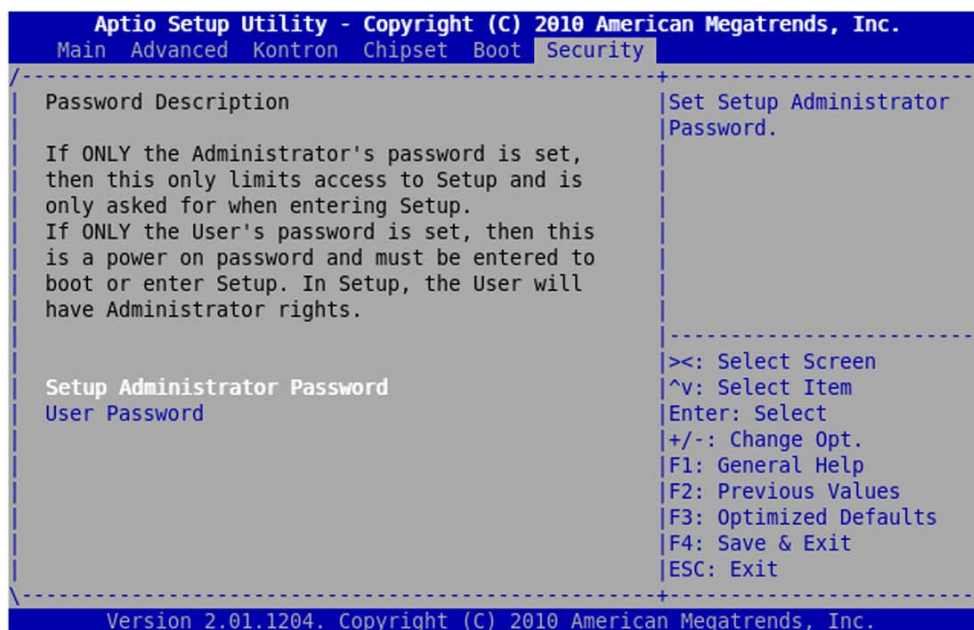 Aptio Setup Utility - Copyright (C) 2010 American Megatrends, Inc.
Main Advanced Kontron Chipset Boot Security
Password Description
If ONLY the Administrator's password is set,
then this only limits access to Setup and is
only asked for when entering Setup.
If ONLY the User's password is set, then this
is a power on password and must be entered to
boot or enter Setup. In Setup, the User will
have Administrator rights.
Setup Administrator Password
User Password
Set Setup Administrator
Password.
><: Select Screen
^v: Select Item
Enter: Select
+/-: Change Opt.
F1: General Help
F2: Previous Values
F3: Optimized Defaults
F4: Save & Exit
ESC: Exit
Version 2.01.1204. Copyright (C) 2010 American Megatrends, Inc.